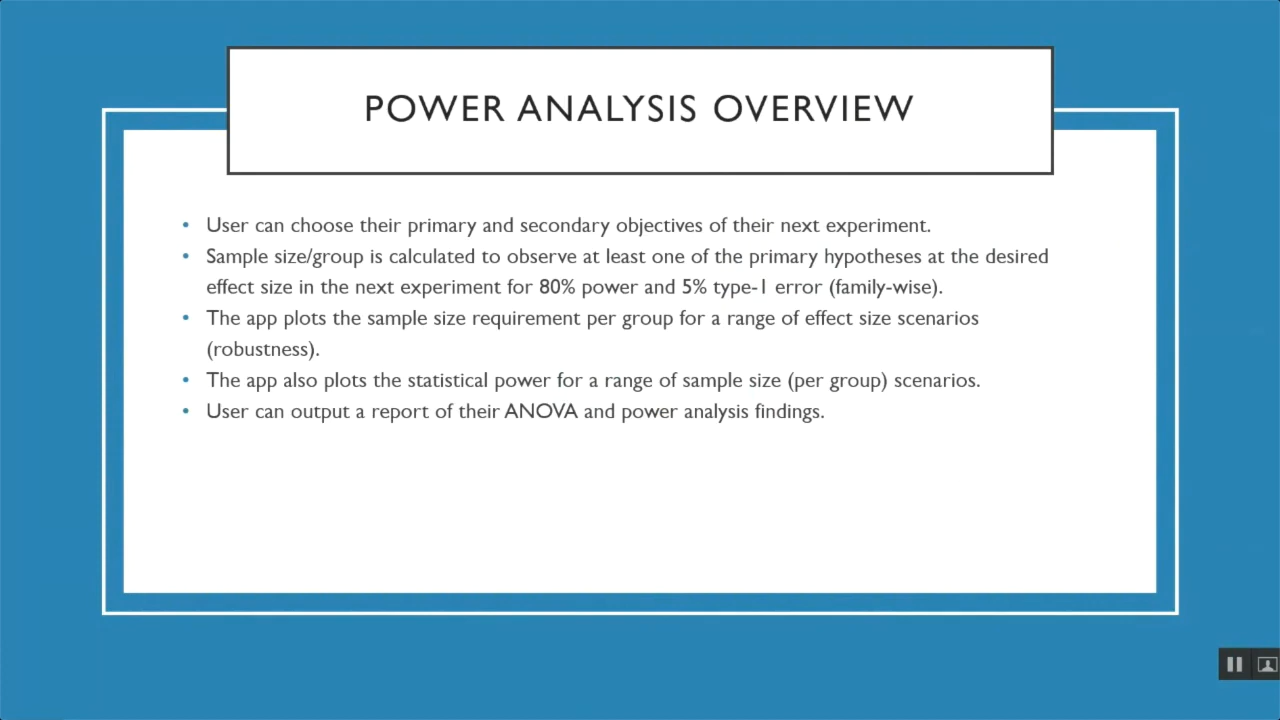 POWER ANALYSIS OVERVIEW
• User can choose their primary and secondary objectives of their next experiment.
• Sample size/group is calculated to observe at least one of the primary hypotheses at the desired
effect size in the next experiment for 80% power and 5% type-1 error (family-wise).
• The app plots the sample size requirement per group for a range of effect size scenarios
(robustness).
• The app also plots the statistical power for a range of sample size (per group) scenarios.
• User can output a report of their ANOVA and power analysis findings.